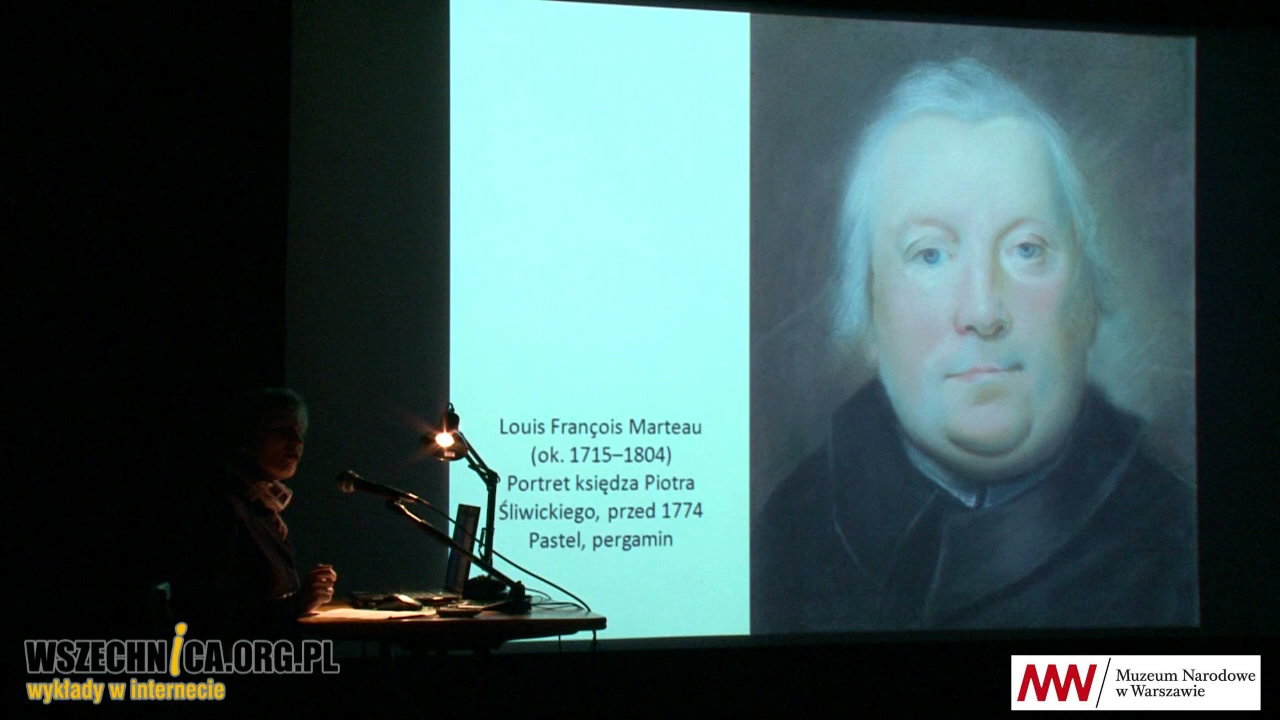 Louis François Marteau
(ok. 1715–1804)
Portret księdza Piotra
Śliwickiego, przed 1774
Pastel, pergamin
WSZECHNiCA.ORG.PL
wykłady w internecie
MNW
Muzeum Narodowe
w Warszawie